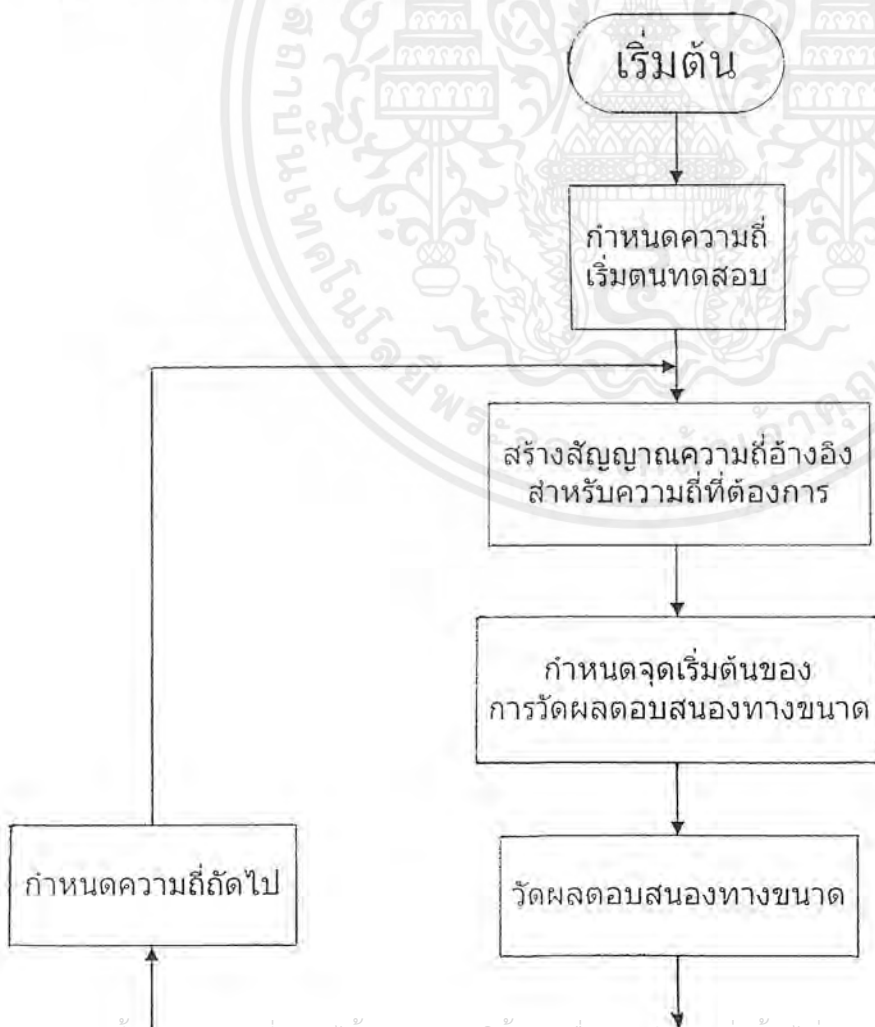 เริ่มต้น
กำหนดความถี่
เริ่มตนทดสอบ
สร้างสัญญาณความถี่อ้างอิง
สำหรับความถี่ที่ต้องการ
กำหนดจุดเริ่มต้นของ
การวัดผลตอบสนองทางขนาด
กำหนดความถี่ถัดไป
วัดผลตอบสนองทางขนาด